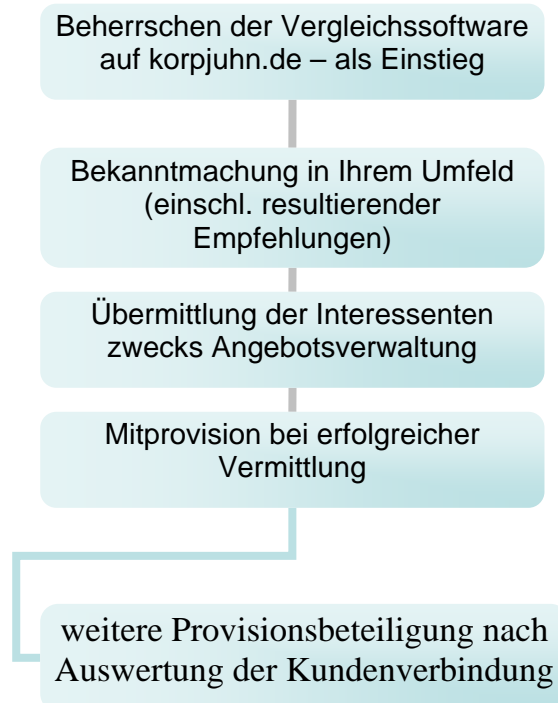 Beherrschen der Vergleichssoftware
auf korpjuhn.de – als Einstieg
Bekanntmachung in Ihrem Umfeld
(einschl. resultierender
Empfehlungen)
Übermittlung der Interessenten
zwecks Angebotsverwaltung
Mitprovision bei erfolgreicher
Vermittlung
weitere Provisionsbeteiligung nach
Auswertung der Kundenverbindung